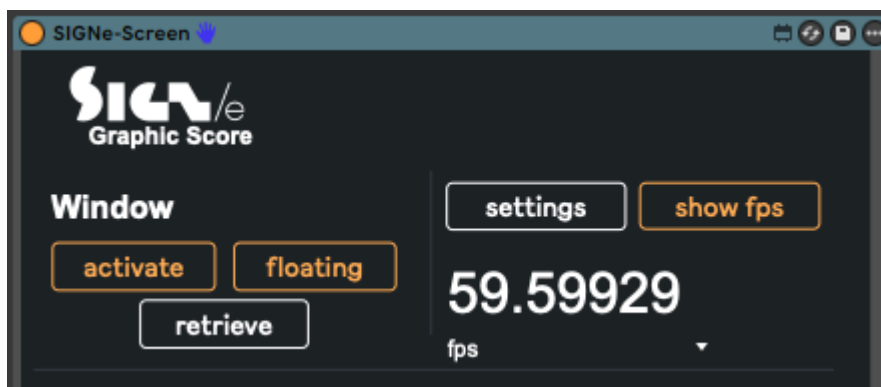 SIGNe-Screen
SIGN/e
Graphic Score
Window
activate floating
retrieve
settings show fps
59.59929
fps